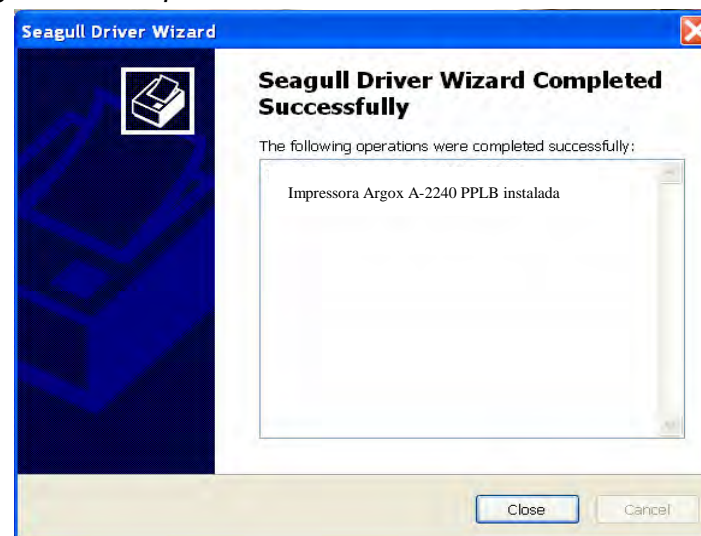 Seagull Driver Wizard
Seagull Driver Wizard Completed
Successfully
The following operations were completed successfully:
Impressora Argox A-2240 PPLB instalada
Close
Cancel